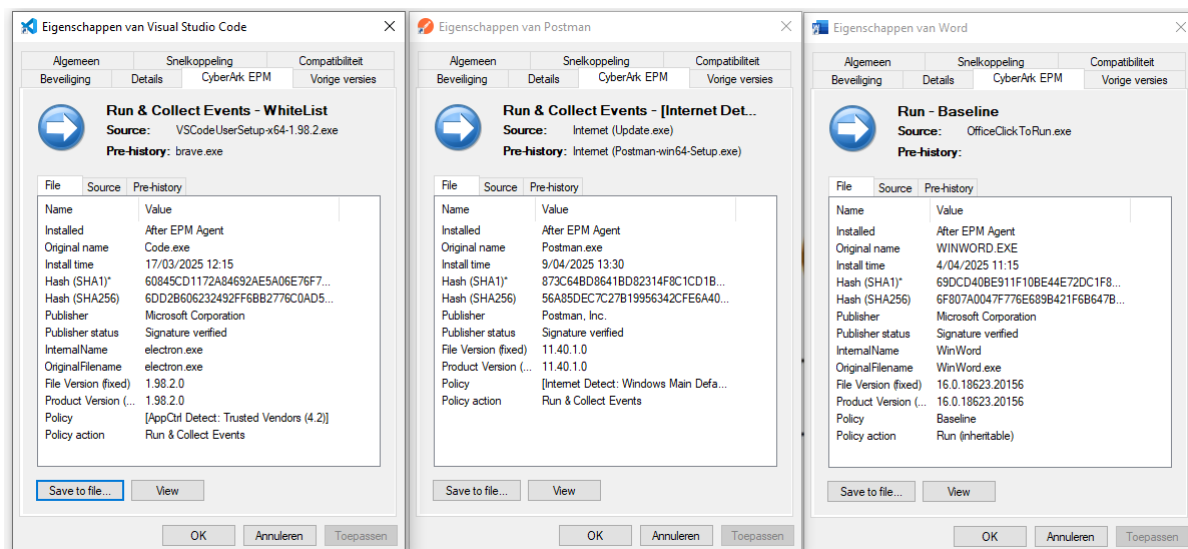 Eigenschappen van Visual Studio Code
Algemeen Snelkoppeling Compatibiliteit
Beveiliging Details CyberArk EPM Vorige versies
Run & Collect Events - WhiteList
Source: VSCodeUserSetup-x64-1.98.2.exe
Pre-history: brave.exe
File Source Pre-history
Name Value
Installed After EPM Agent
Original name Code.exe
Install time 17/03/2025 12:15
Hash (SHA1)* 60845CD1172A84692AE5A06E76F7...
Hash (SHA256) 6DD2B606232492FF6BB2776C0AD5...
Publisher Microsoft Corporation
Publisher status Signature verified
InternalName electron.exe
OriginalFilename electron.exe
File Version (fixed) 1.98.2.0
Product Version (... 1.98.2.0
Policy [AppCtrl Detect: Trusted Vendors (4.2)]
Policy action Run & Collect Events
Save to file... View
OK Annuleren Toepassen
Eigenschappen van Postman
Algemeen Snelkoppeling Compatibiliteit
Beveiliging Details CyberArk EPM Vorige versies
Run & Collect Events - [Internet Det...
Source: Internet (Update.exe)
Pre-history: Internet (Postman-win64-Setup.exe)
File Source Pre-history
Name Value
Installed After EPM Agent
Original name Postman.exe
Install time 9/04/2025 13:30
Hash (SHA1)* 873C64BD8641BD82314F8C1CD1B...
Hash (SHA256) 56A85DEC7C27B19956342CFE6A40...
Publisher Postman, Inc.
Publisher status Signature verified
File Version (fixed) 11.40.1.0
Product Version (... 11.40.1.0
Policy [Internet Detect: Windows Main Defa...
Policy action Run & Collect Events
Save to file... View
OK Annuleren Toepassen
Eigenschappen van Word
Algemeen Snelkoppeling Compatibiliteit
Beveiliging Details CyberArk EPM Vorige versies
Run - Baseline
Source: OfficeClickToRun.exe
Pre-history:
File Source Pre-history
Name Value
Installed After EPM Agent
Original name WINWORD.EXE
Install time 4/04/2025 11:15
Hash (SHA1)* 69DCD40BE911F10BE44E72DC1F8...
Hash (SHA256) 6F807A0047F776E689B421F6B647B...
Publisher Microsoft Corporation
Publisher status Signature verified
InternalName WinWord
OriginalFilename WinWord.exe
File Version (fixed) 16.0.18623.20156
Product Version (... 16.0.18623.20156
Policy Baseline
Policy action Run (inheritable)
Save to file... View
OK Annuleren Toepassen